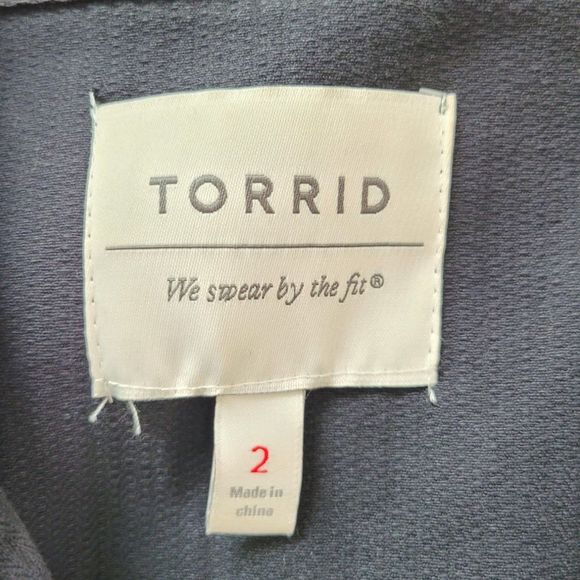 TORRID
We swear by the fit®
2
Made in
china